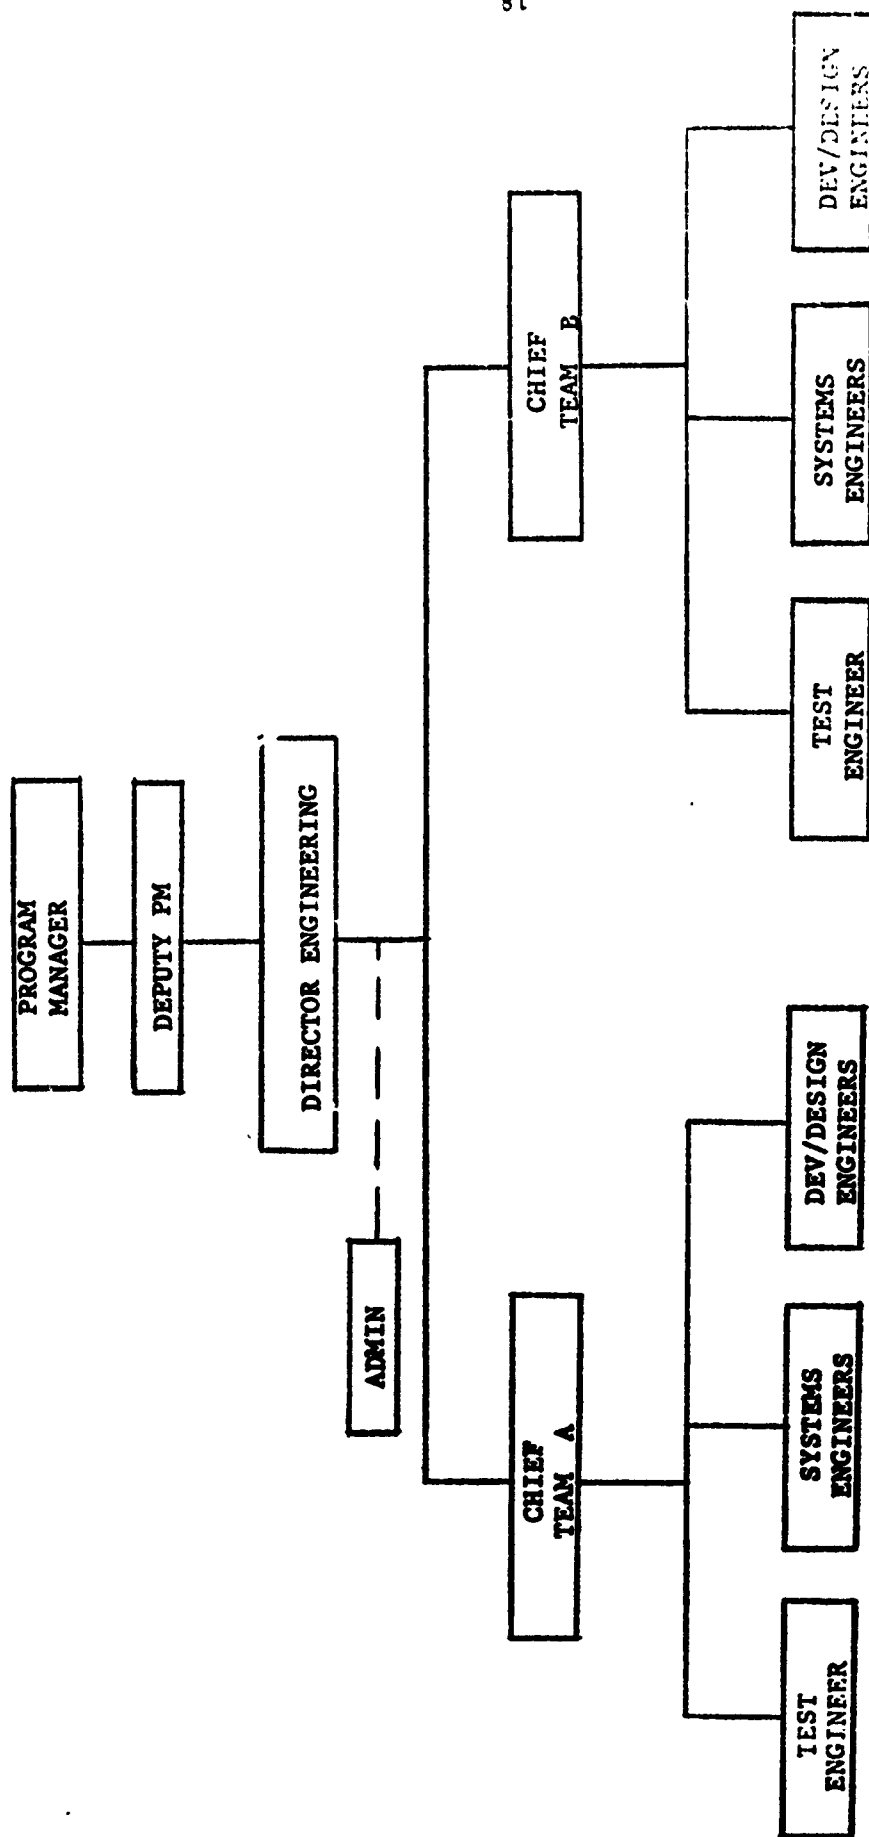 PROGRAM
MANAGER
DEPUTY PM
DIRECTOR ENGINEERING
ADMIN
CHIEF
TEAM A
CHIEF
TEAM B
TEST
ENGINEER
SYSTEMS
ENGINEERS
DEV/DESIGN
ENGINEERS
TEST
ENGINEER
SYSTEMS
ENGINEERS
DEV/DESIGN
ENGINEERS
18